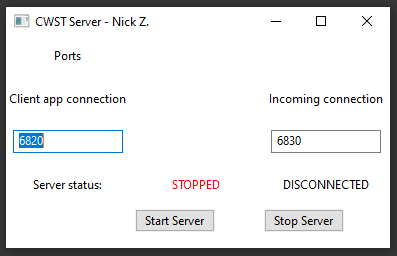 CWST Server - Nick Z.
Ports
Client app connection Incoming connection
6820 6830
Server status: STOPPED DISCONNECTED
Start Server Stop Server